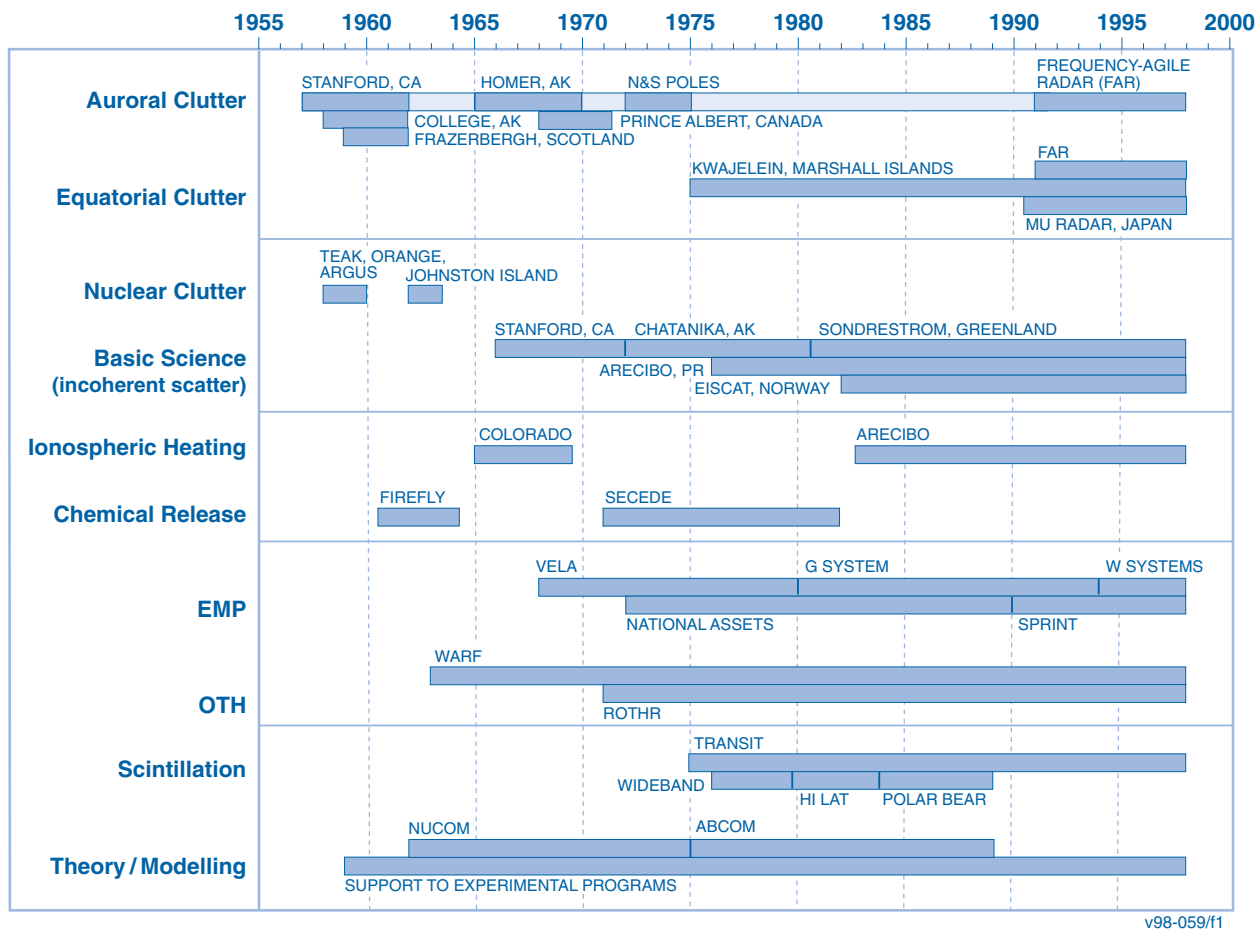 1955 1960 1965 1970 1975 1980 1985 1990 1995 2000
Auroral Clutter
STANFORD, CA
HOMER, AK
N&S POLES
FREQUENCY-AGILE
RADAR (FAR)
COLLEGE, AK
PRINCE ALBERT, CANADA
FRAZERBERGH, SCOTLAND
Equatorial Clutter
FAR
KWAJELEIN, MARSHALL ISLANDS
MU RADAR, JAPAN
Nuclear Clutter
TEAK, ORANGE,
ARGUS
JOHNSTON ISLAND
Basic Science
(incoherent scatter)
STANFORD, CA
CHATANIKA, AK
SONDRESTROM, GREENLAND
ARECIBO, PR
EISCAT, NORWAY
Ionospheric Heating
COLORADO
ARECIBO
Chemical Release
FIREFLY
SECEDE
EMP
VELA
G SYSTEM
W SYSTEMS
NATIONAL ASSETS
SPRINT
OTH
WARF
ROTHR
Scintillation
TRANSIT
WIDEBAND
HI LAT
POLAR BEAR
Theory / Modelling
NUCOM
ABCOM
SUPPORT TO EXPERIMENTAL PROGRAMS
v98-059/f1